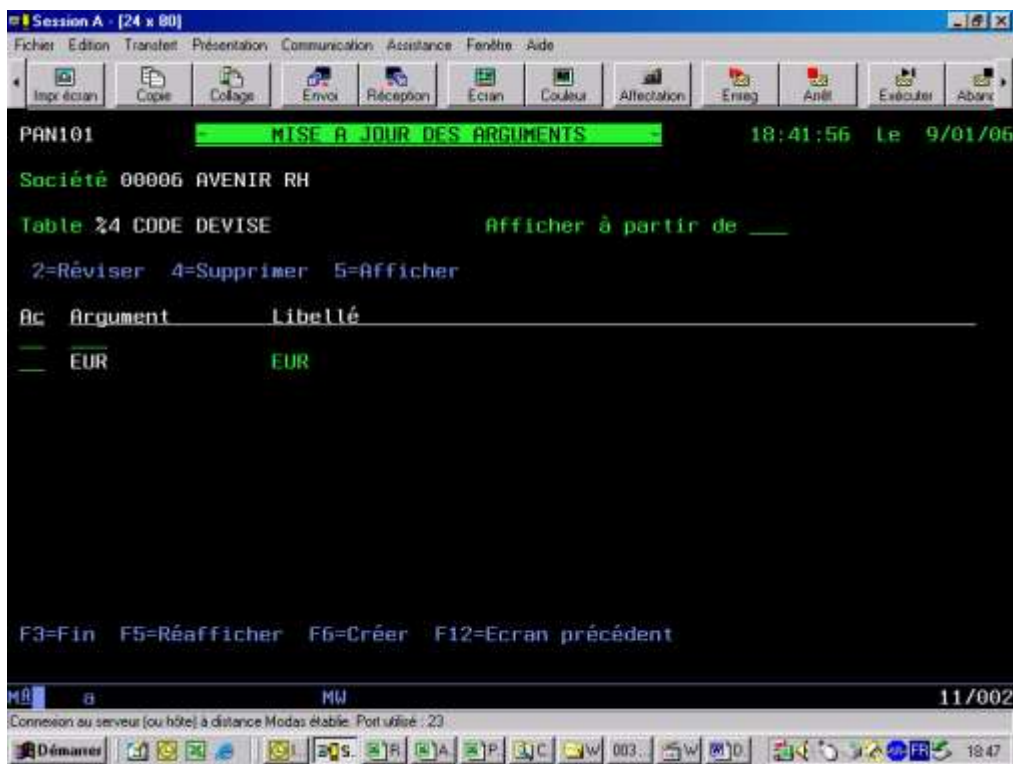 Session A - [24 x 80]
Fichier Edition Transfert Présentation Communication Assistance Fenêtre Aide
Impr écran Copie Collage Envoi Réception Ecran Couleur Affectation Enreg Arrêt Exécuter Abanc
PAN101 - MISE A JOUR DES ARGUMENTS - 18:41:56 Le 9/01/06
Société 00006 AVENIR RH
Table %4 CODE DEVISE Afficher à partir de ___
2=Réviser 4=Supprimer 5=Afficher
Ac Argument Libellé
EUR EUR
F3=Fin F5=Réafficher F6=Créer F12=Ecran précédent
a MW 11/002
Connexion au serveur (ou hôte) à distance Modas établie. Port utilisé : 23
Démarrer 003.. FR 18:47